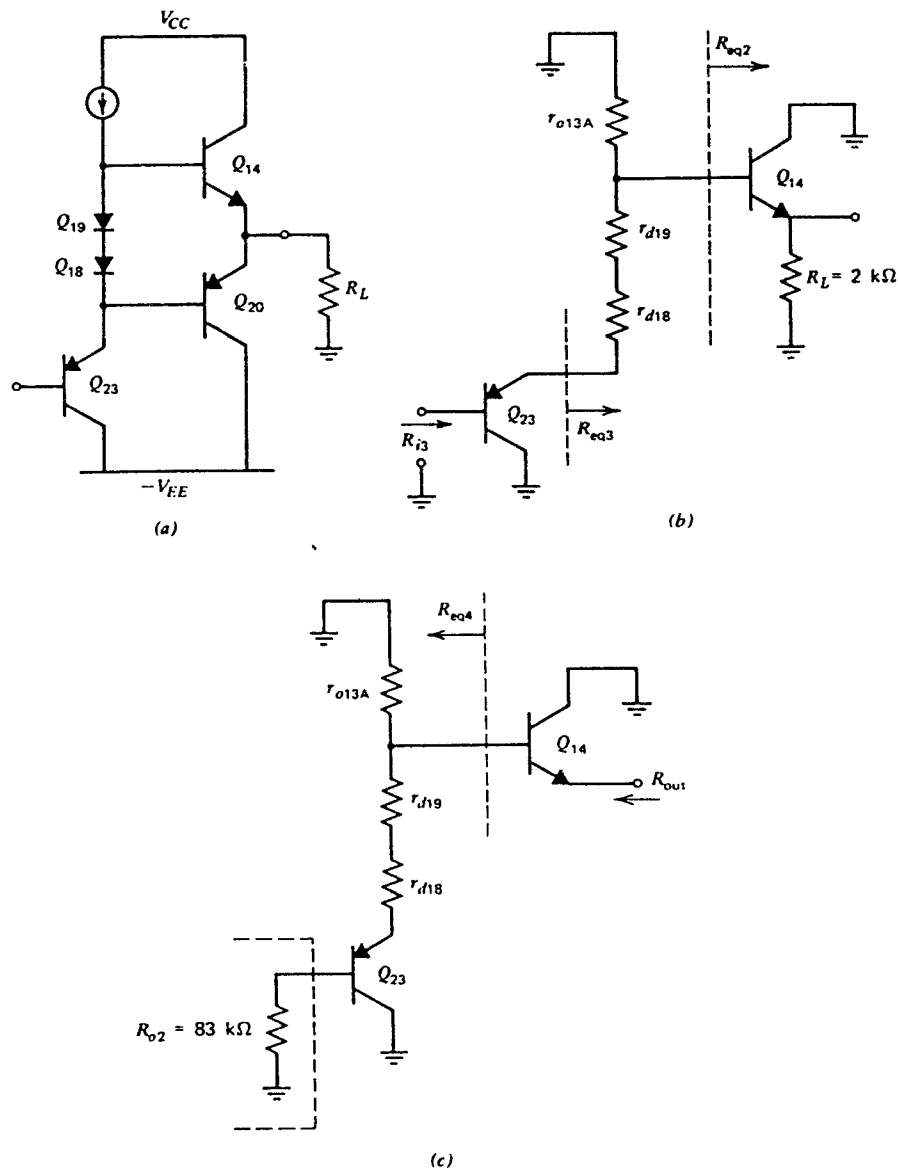 V_CC
Q_14
Q_19
Q_18
Q_20
R_L
Q_23
−V_EE
(a)
R_eq2
r_o13A
Q_14
r_d19
R_L = 2 kΩ
r_d18
Q_23
R_i3
R_eq3
(b)
R_eq4
r_o13A
Q_14
R_out
r_d19
r_d18
Q_23
R_o2 = 83 kΩ
(c)